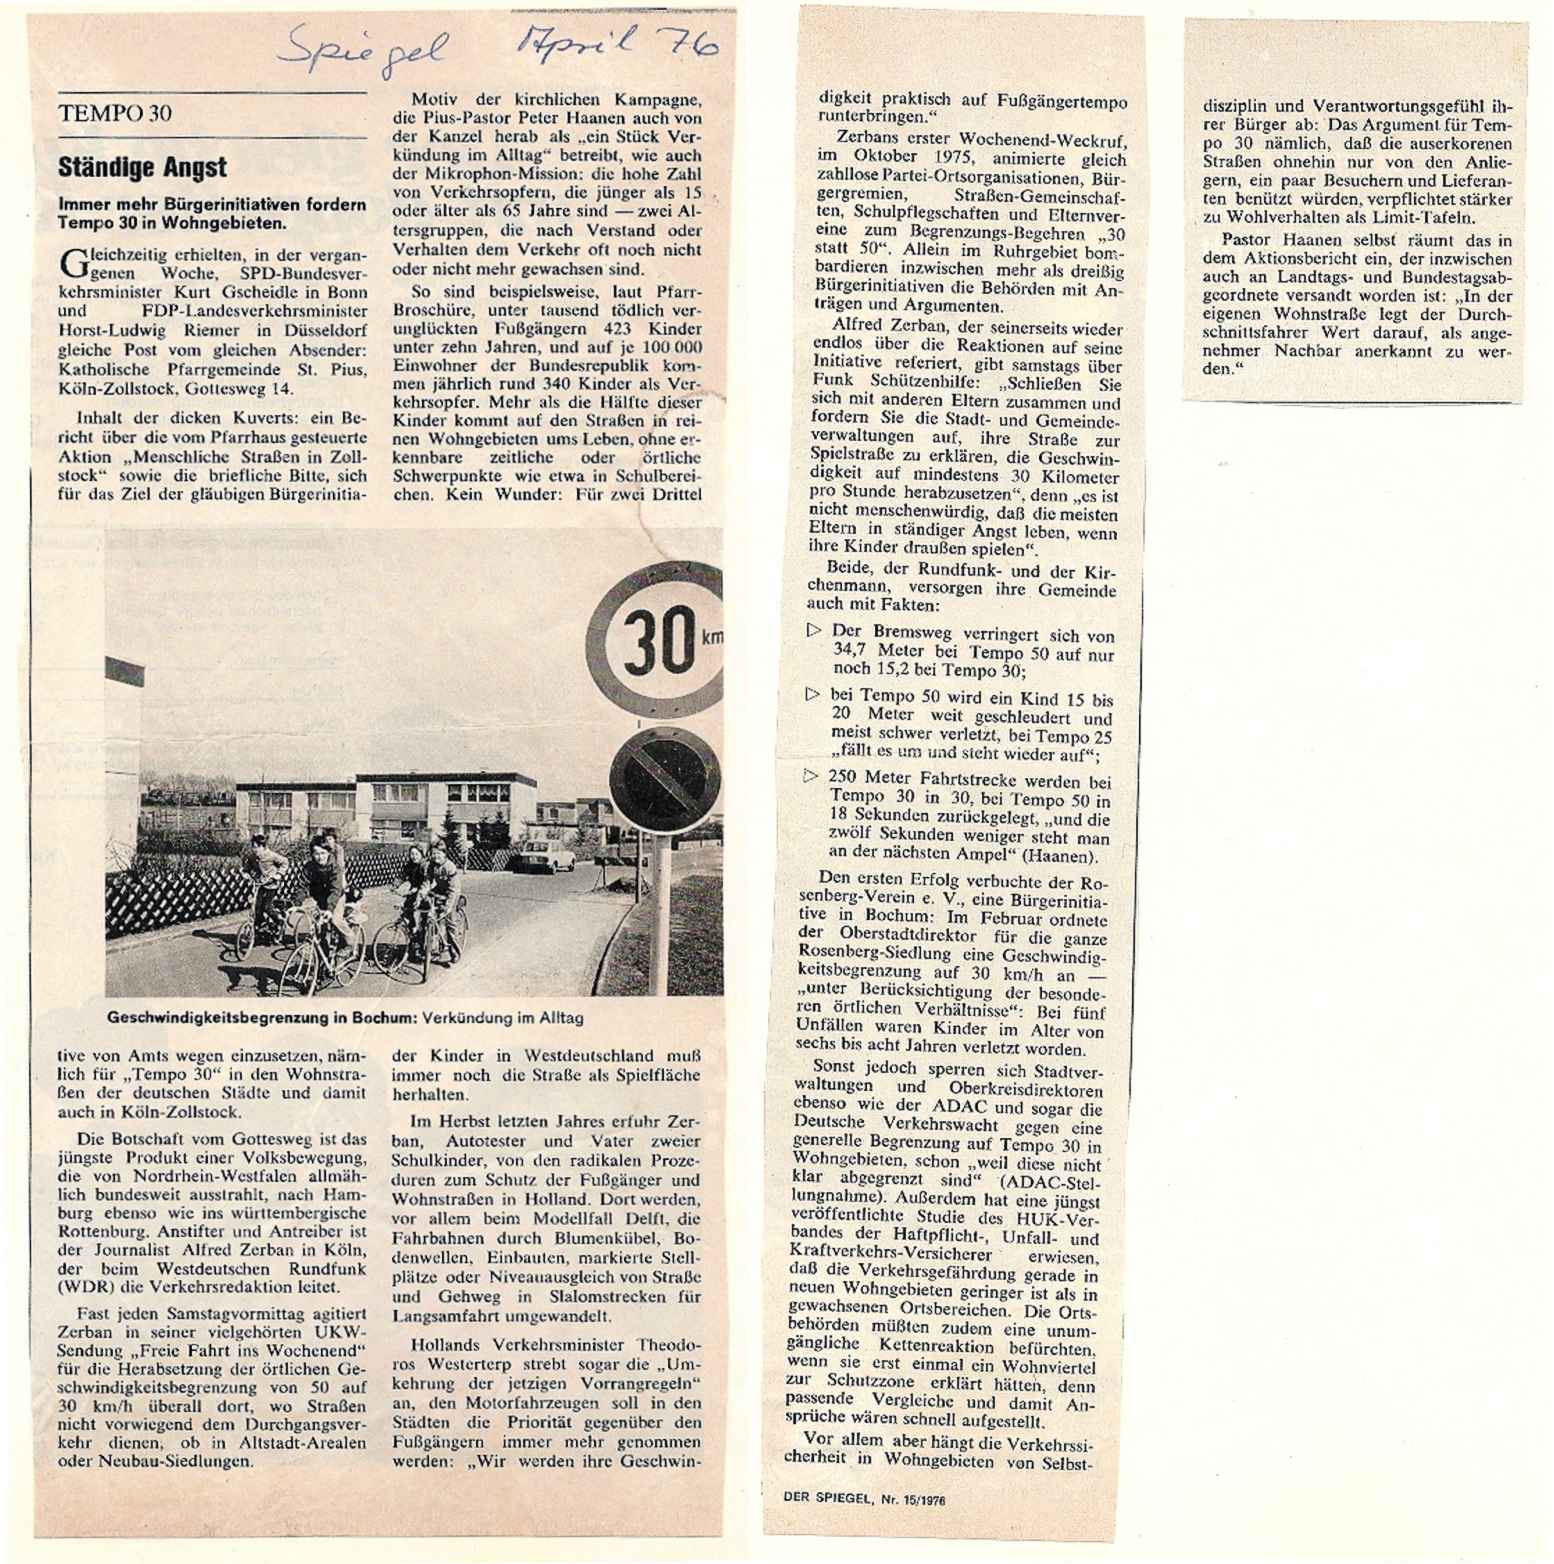 Spiegel April 76
TEMPO 30
Ständige Angst
Immer mehr Bürgerinitiativen fordern
Tempo 30 in Wohngebieten.
Gleichzeitig erhielten, in der vergan-
genen Woche, SPD-Bundesver-
kehrsminister Kurt Gscheidle in Bonn
und FDP-Landesverkehrsminister
Horst-Ludwig Riemer in Düsseldorf
gleiche Post vom gleichen Absender:
Katholische Pfarrgemeinde St. Pius,
Köln-Zollstock, Gottesweg 14.
Inhalt der dicken Kuverts: ein Be-
richt über die vom Pfarrhaus gesteuerte
Aktion „Menschliche Straßen in Zoll-
stock“ sowie die briefliche Bitte, sich
für das Ziel der gläubigen Bürgerinitia-
30 km
Geschwindigkeitsbegrenzung in Bochum: Verkündung im Alltag
tive von Amts wegen einzusetzen, näm-
lich für „Tempo 30“ in den Wohnstra-
ßen der deutschen Städte und damit
auch in Köln-Zollstock.
Die Botschaft vom Gottesweg ist das
jüngste Produkt einer Volksbewegung,
die von Nordrhein-Westfalen allmäh-
lich bundesweit ausstrahlt, nach Ham-
burg ebenso wie ins württembergische
Rottenburg. Anstifter und Antreiber ist
der Journalist Alfred Zerban in Köln,
der beim Westdeutschen Rundfunk
(WDR) die Verkehrsredaktion leitet.
Fast jeden Samstagvormittag agitiert
Zerban in seiner vielgehörten UKW-
Sendung „Freie Fahrt ins Wochenend“
für die Herabsetzung der örtlichen Ge-
schwindigkeitsbegrenzung von 50 auf
30 km/h überall dort, wo Straßen
nicht vorwiegend dem Durchgangsver-
kehr dienen, ob in Altstadt-Arealen
oder Neubau-Siedlungen.
Motiv der kirchlichen Kampagne,
die Pius-Pastor Peter Haanen auch von
der Kanzel herab als „ein Stück Ver-
kündung im Alltag“ betreibt, wie auch
der Mikrophon-Mission: die hohe Zahl
von Verkehrsopfern, die jünger als 15
oder älter als 65 Jahre sind — zwei Al-
tersgruppen, die nach Verstand oder
Verhalten dem Verkehr oft noch nicht
oder nicht mehr gewachsen sind.
So sind beispielsweise, laut Pfarr-
Broschüre, unter tausend tödlich ver-
unglückten Fußgängern 423 Kinder
unter zehn Jahren, und auf je 100 000
Einwohner der Bundesrepublik kom-
men jährlich rund 340 Kinder als Ver-
kehrsopfer. Mehr als die Hälfte dieser
Kinder kommt auf den Straßen in rei-
nen Wohngebieten ums Leben, ohne er-
kennbare zeitliche oder örtliche
Schwerpunkte wie etwa in Schulberei-
chen. Kein Wunder: Für zwei Drittel
der Kinder in Westdeutschland muß
immer noch die Straße als Spielfläche
herhalten.
Im Herbst letzten Jahres erfuhr Zer-
ban, Autotester und Vater zweier
Schulkinder, von den radikalen Proze-
duren zum Schutz der Fußgänger und
Wohnstraßen in Holland. Dort werden,
vor allem beim Modellfall Delft, die
Fahrbahnen durch Blumenkübel, Bo-
denwellen, Einbauten, markierte Stell-
plätze oder Niveauausgleich von Straße
und Gehweg in Slalomstrecken für
Langsamfahrt umgewandelt.
Hollands Verkehrsminister Theodo-
ros Westerterp strebt sogar die „Um-
kehrung der jetzigen Vorrangregeln“
an, den Motorfahrzeugen soll in den
Städten die Priorität gegenüber den
Fußgängern immer mehr genommen
werden: „Wir werden ihre Geschwin-
digkeit praktisch auf Fußgängertempo
runterbringen.“
Zerbans erster Wochenend-Weckruf,
im Oktober 1975, animierte gleich
zahllose Partei-Ortsorganisationen, Bür-
gergremien, Straßen-Gemeinschaf-
ten, Schulpflegschaften und Elternver-
eine zum Begrenzungs-Begehren „30
statt 50“. Allein im Ruhrgebiet bom-
bardieren inzwischen mehr als dreißig
Bürgerinitiativen die Behörden mit An-
trägen und Argumenten.
Alfred Zerban, der seinerseits wieder
endlos über die Reaktionen auf seine
Initiative referiert, gibt samstags über
Funk Schützenhilfe: „Schließen Sie
sich mit anderen Eltern zusammen und
fordern Sie die Stadt- und Gemeinde-
verwaltungen auf, ihre Straße zur
Spielstraße zu erklären, die Geschwin-
digkeit auf mindestens 30 Kilometer
pro Stunde herabzusetzen“, denn „es ist
nicht menschenwürdig, daß die meisten
Eltern in ständiger Angst leben, wenn
ihre Kinder draußen spielen“.
Beide, der Rundfunk- und der Kir-
chenmann, versorgen ihre Gemeinde
auch mit Fakten:
▷ Der Bremsweg verringert sich von
34,7 Meter bei Tempo 50 auf nur
noch 15,2 bei Tempo 30;
▷ bei Tempo 50 wird ein Kind 15 bis
20 Meter weit geschleudert und
meist schwer verletzt, bei Tempo 25
„fällt es um und steht wieder auf“;
▷ 250 Meter Fahrtstrecke werden bei
Tempo 30 in 30, bei Tempo 50 in
18 Sekunden zurückgelegt, „und die
zwölf Sekunden weniger steht man
an der nächsten Ampel“ (Haanen).
Den ersten Erfolg verbuchte der Ro-
senberg-Verein e. V., eine Bürgerinitia-
tive in Bochum: Im Februar ordnete
der Oberstadtdirektor für die ganze
Rosenberg-Siedlung eine Geschwindig-
keitsbegrenzung auf 30 km/h an —
„unter Berücksichtigung der besonde-
ren örtlichen Verhältnisse“: Bei fünf
Unfällen waren Kinder im Alter von
sechs bis acht Jahren verletzt worden.
Sonst jedoch sperren sich Stadtver-
waltungen und Oberkreisdirektoren
ebenso wie der ADAC und sogar die
Deutsche Verkehrswacht gegen eine
generelle Begrenzung auf Tempo 30 in
Wohngebieten, schon „weil diese nicht
klar abgegrenzt sind“ (ADAC-Stel-
lungnahme). Außerdem hat eine jüngst
veröffentlichte Studie des HUK-Ver-
bandes der Haftpflicht-, Unfall- und
Kraftverkehrs-Versicherer erwiesen,
daß die Verkehrsgefährdung gerade in
neuen Wohngebieten geringer ist als in
gewachsenen Ortsbereichen. Die Orts-
behörden müßten zudem eine unum-
gängliche Kettenreaktion befürchten,
wenn sie erst einmal ein Wohnviertel
zur Schutzzone erklärt hätten, denn
passende Vergleiche und damit An-
sprüche wären schnell aufgestellt.
Vor allem aber hängt die Verkehrssi-
cherheit in Wohngebieten von Selbst-
DER SPIEGEL, Nr. 15/1976
disziplin und Verantwortungsgefühl ih-
rer Bürger ab: Das Argument für Tem-
po 30 nämlich, daß die auserkorenen
Straßen ohnehin nur von den Anlie-
gern, ein paar Besuchern und Lieferan-
ten benützt würden, verpflichtet stärker
zu Wohlverhalten als Limit-Tafeln.
Pastor Haanen selbst räumt das in
dem Aktionsbericht ein, der inzwischen
auch an Landtags- und Bundestagsab-
geordnete versandt worden ist: „In der
eigenen Wohnstraße legt der Durch-
schnittsfahrer Wert darauf, als ange-
nehmer Nachbar anerkannt zu wer-
den.“